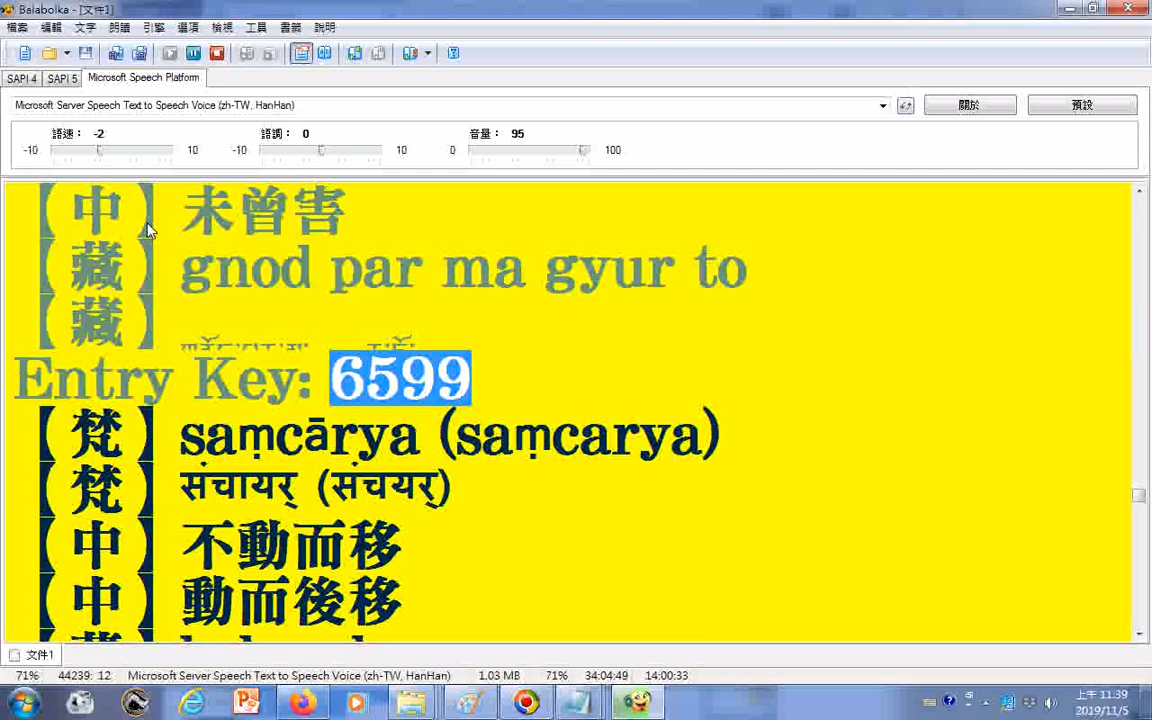 Balabolka - [文件1]
檔案 編輯 文字 朗讀 引擎 選項 檢視 工具 書籤 說明
SAPI 4 SAPI 5 Microsoft Speech Platform
Microsoft Server Speech Text to Speech Voice (zh-TW, HanHan) 關於 預設
語速： -2 語調： 0 音量： 95
-10 10 -10 10 0 100
【 中 】 未曾害
【 藏 】 gnod par ma gyur to
【 藏 】
Entry Key: 6599
【 梵 】 saṃcārya (saṃcarya)
【 梵 】 संचायर् (संचयर्)
【 中 】 不動而移
【 中 】 動而後移
文件1
71% 44239: 12 Microsoft Server Speech Text to Speech Voice (zh-TW, HanHan) 1.03 MB 71% 34:04:49 14:00:33
上午 11:39
2019/11/5